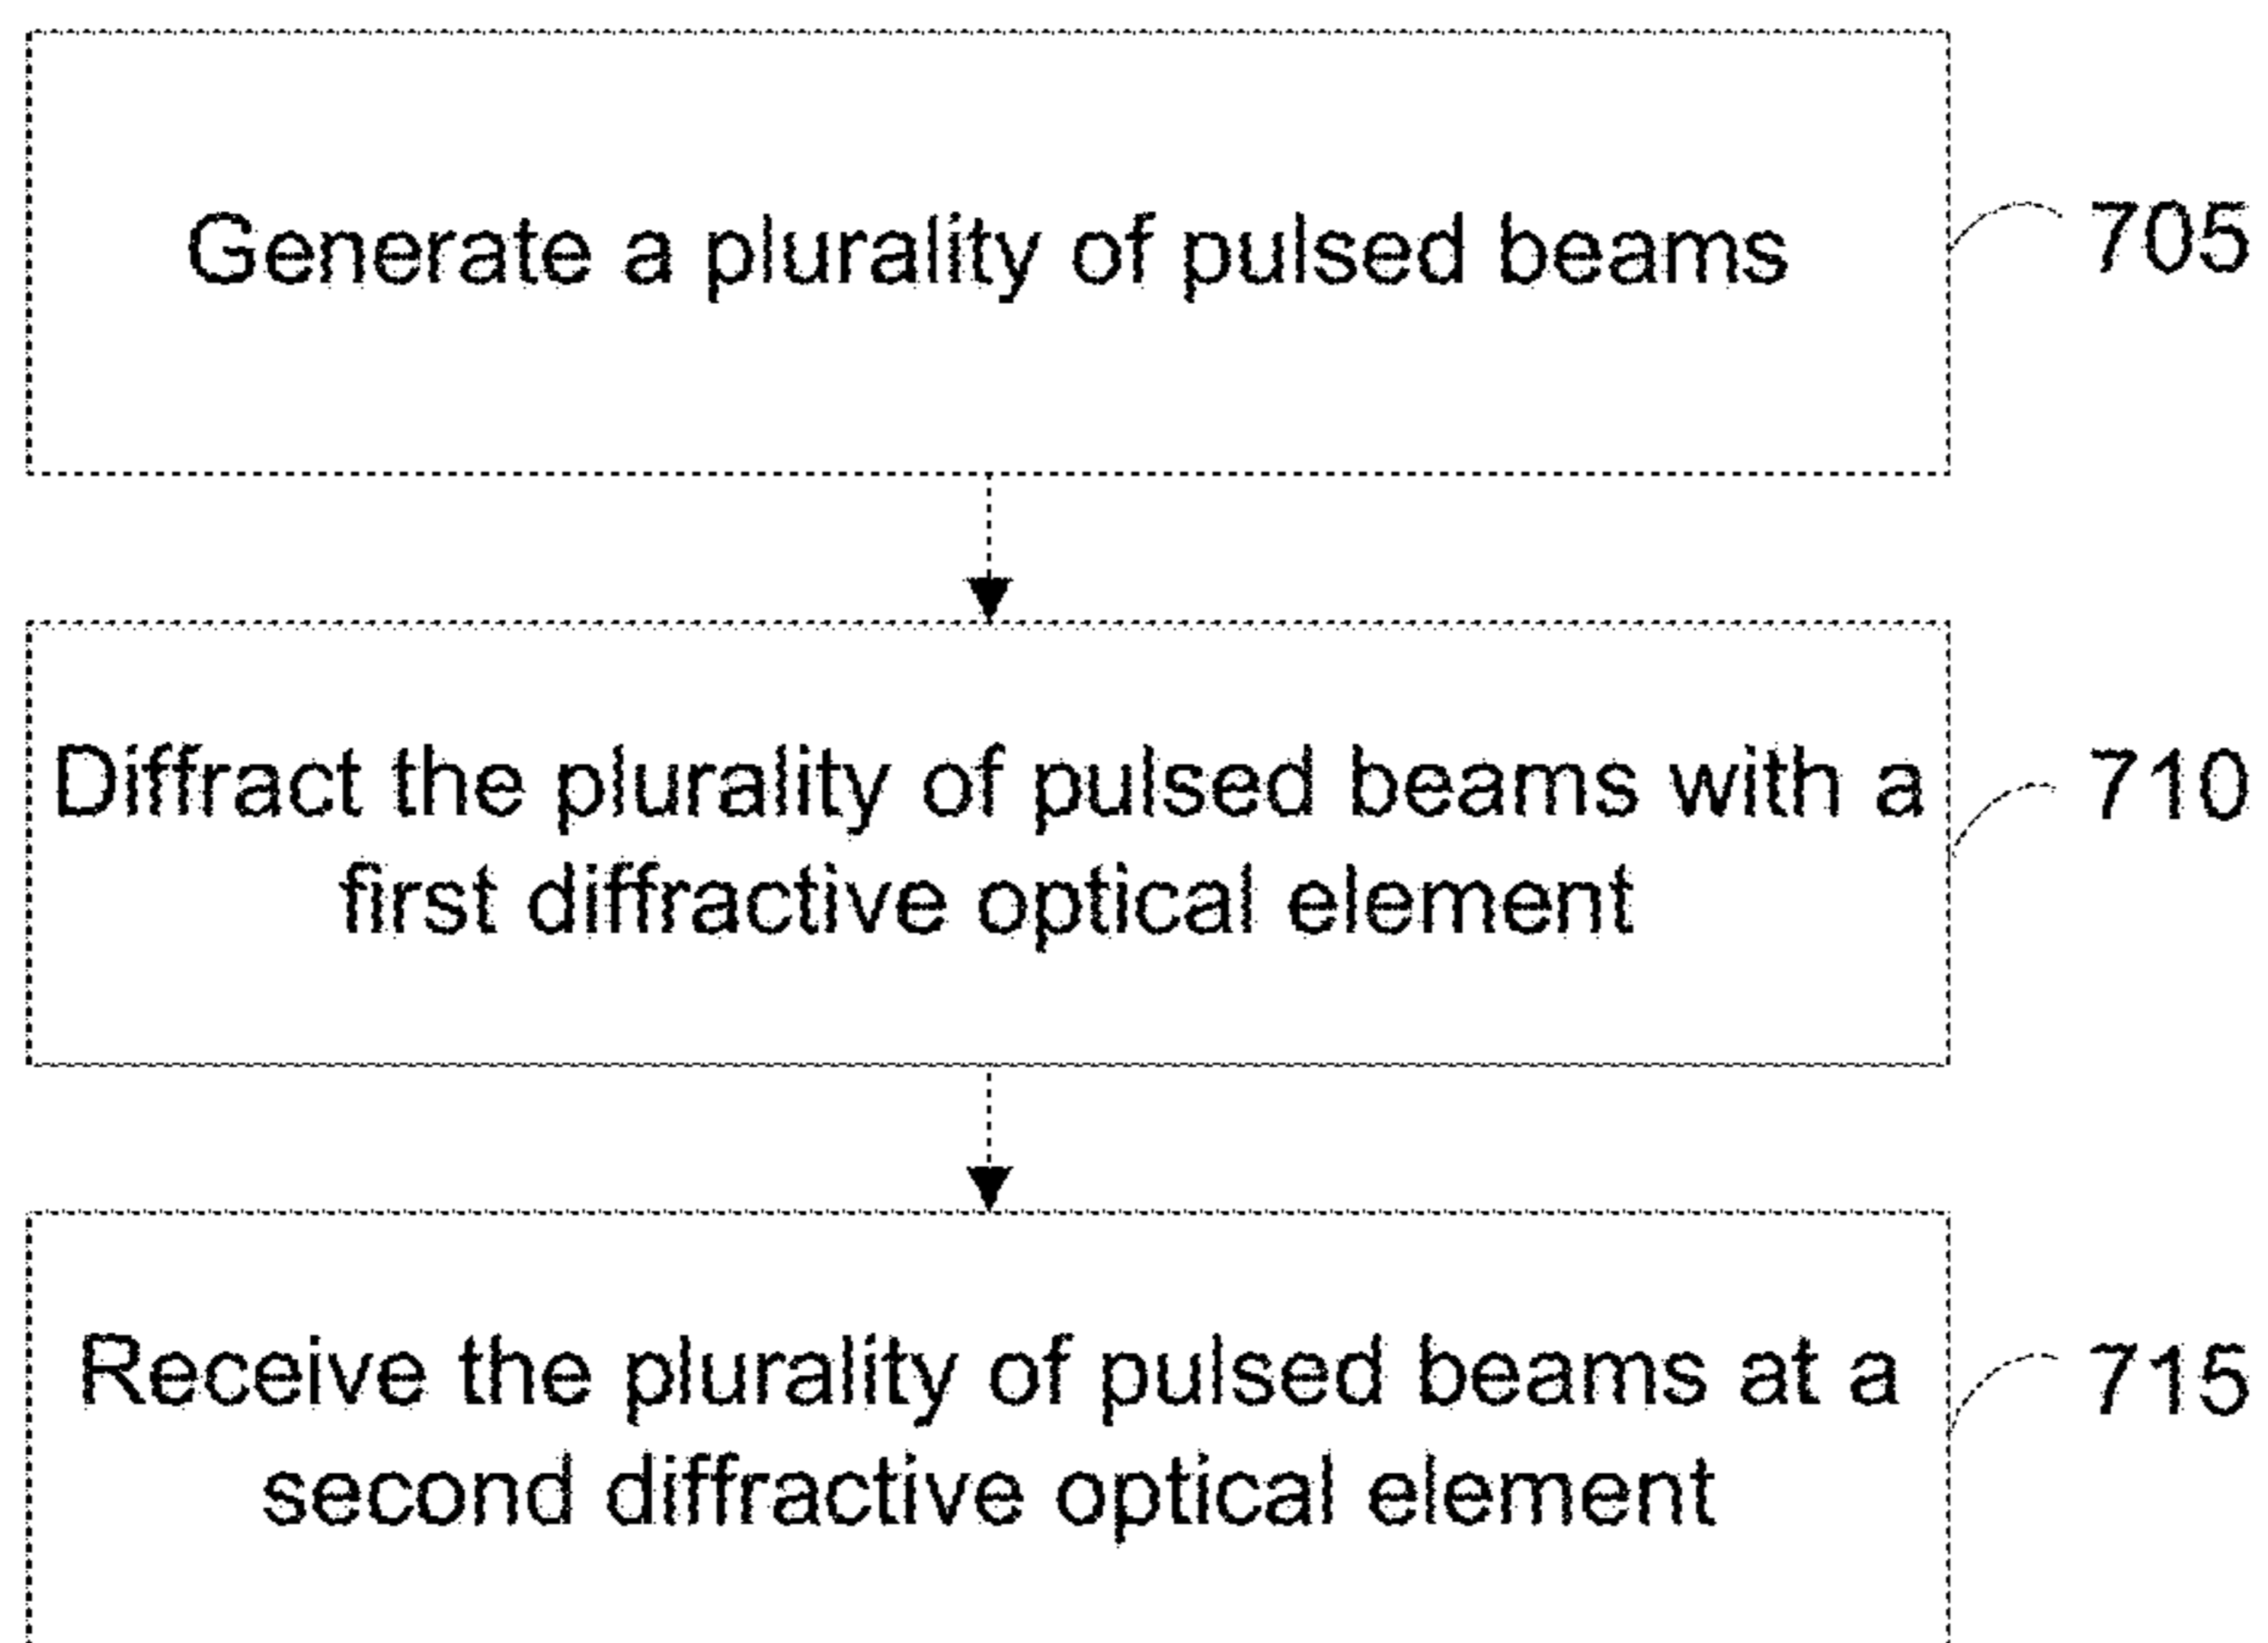 Generate a plurality of pulsed beams
705
Diffract the plurality of pulsed beams with a
first diffractive optical element
710
Receive the plurality of pulsed beams at a
second diffractive optical element
715